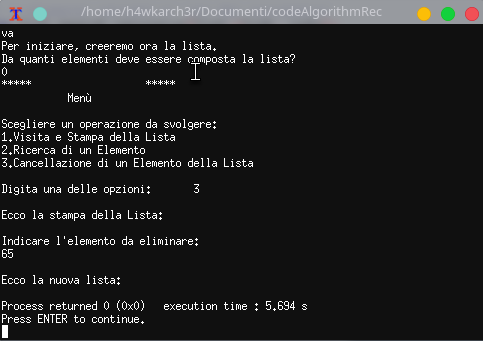 /home/h4wkarch3r/Documenti/codeAlgorithmRec
va
Per iniziare, creeremo ora la lista.
Da quanti elementi deve essere composta la lista?
0
***** *****
Menù
Scegliere un operazione da svolgere:
1.Visita e Stampa della Lista
2.Ricerca di un Elemento
3.Cancellazione di un Elemento della Lista
Digita una delle opzioni: 3
Ecco la stampa della Lista:
Indicare l'elemento da eliminare:
65
Ecco la nuova lista:
Process returned 0 (0x0) execution time : 5.694 s
Press ENTER to continue.